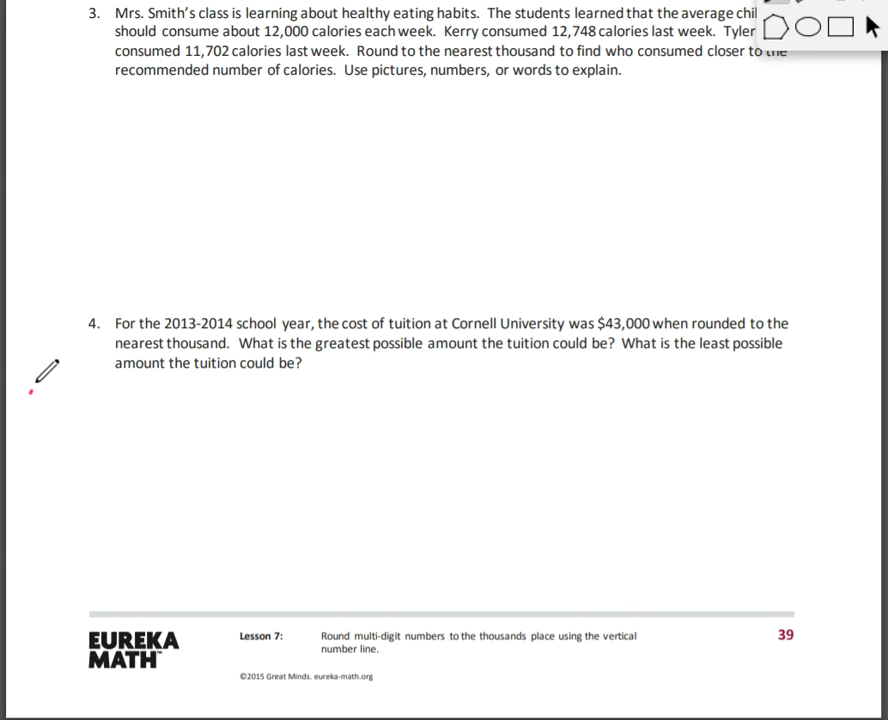 3. Mrs. Smith's class is learning about healthy eating habits. The students learned that the average chil
should consume about 12,000 calories each week. Kerry consumed 12,748 calories last week. Tyler
consumed 11,702 calories last week. Round to the nearest thousand to find who consumed closer to the
recommended number of calories. Use pictures, numbers, or words to explain.
4. For the 2013-2014 school year, the cost of tuition at Cornell University was $43,000 when rounded to the
nearest thousand. What is the greatest possible amount the tuition could be? What is the least possible
amount the tuition could be?
EUREKA
MATH™
Lesson 7: Round multi-digit numbers to the thousands place using the vertical
number line.
39
©2015 Great Minds. eureka-math.org